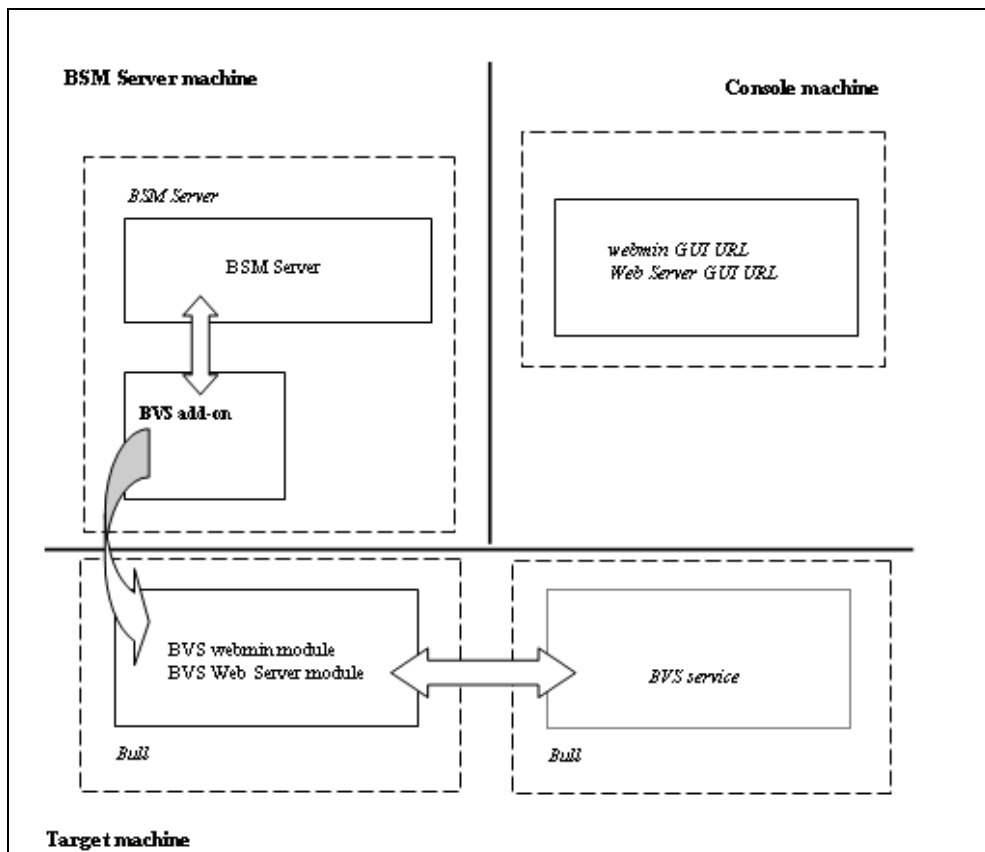 BSM Server machine
Console machine
BSM Server
BSM Server
webmin GUI URL
Web Server GUI URL
BVS add-on
BVS webmin module
BVS Web Server module
BVS service
Bull
Bull
Target machine